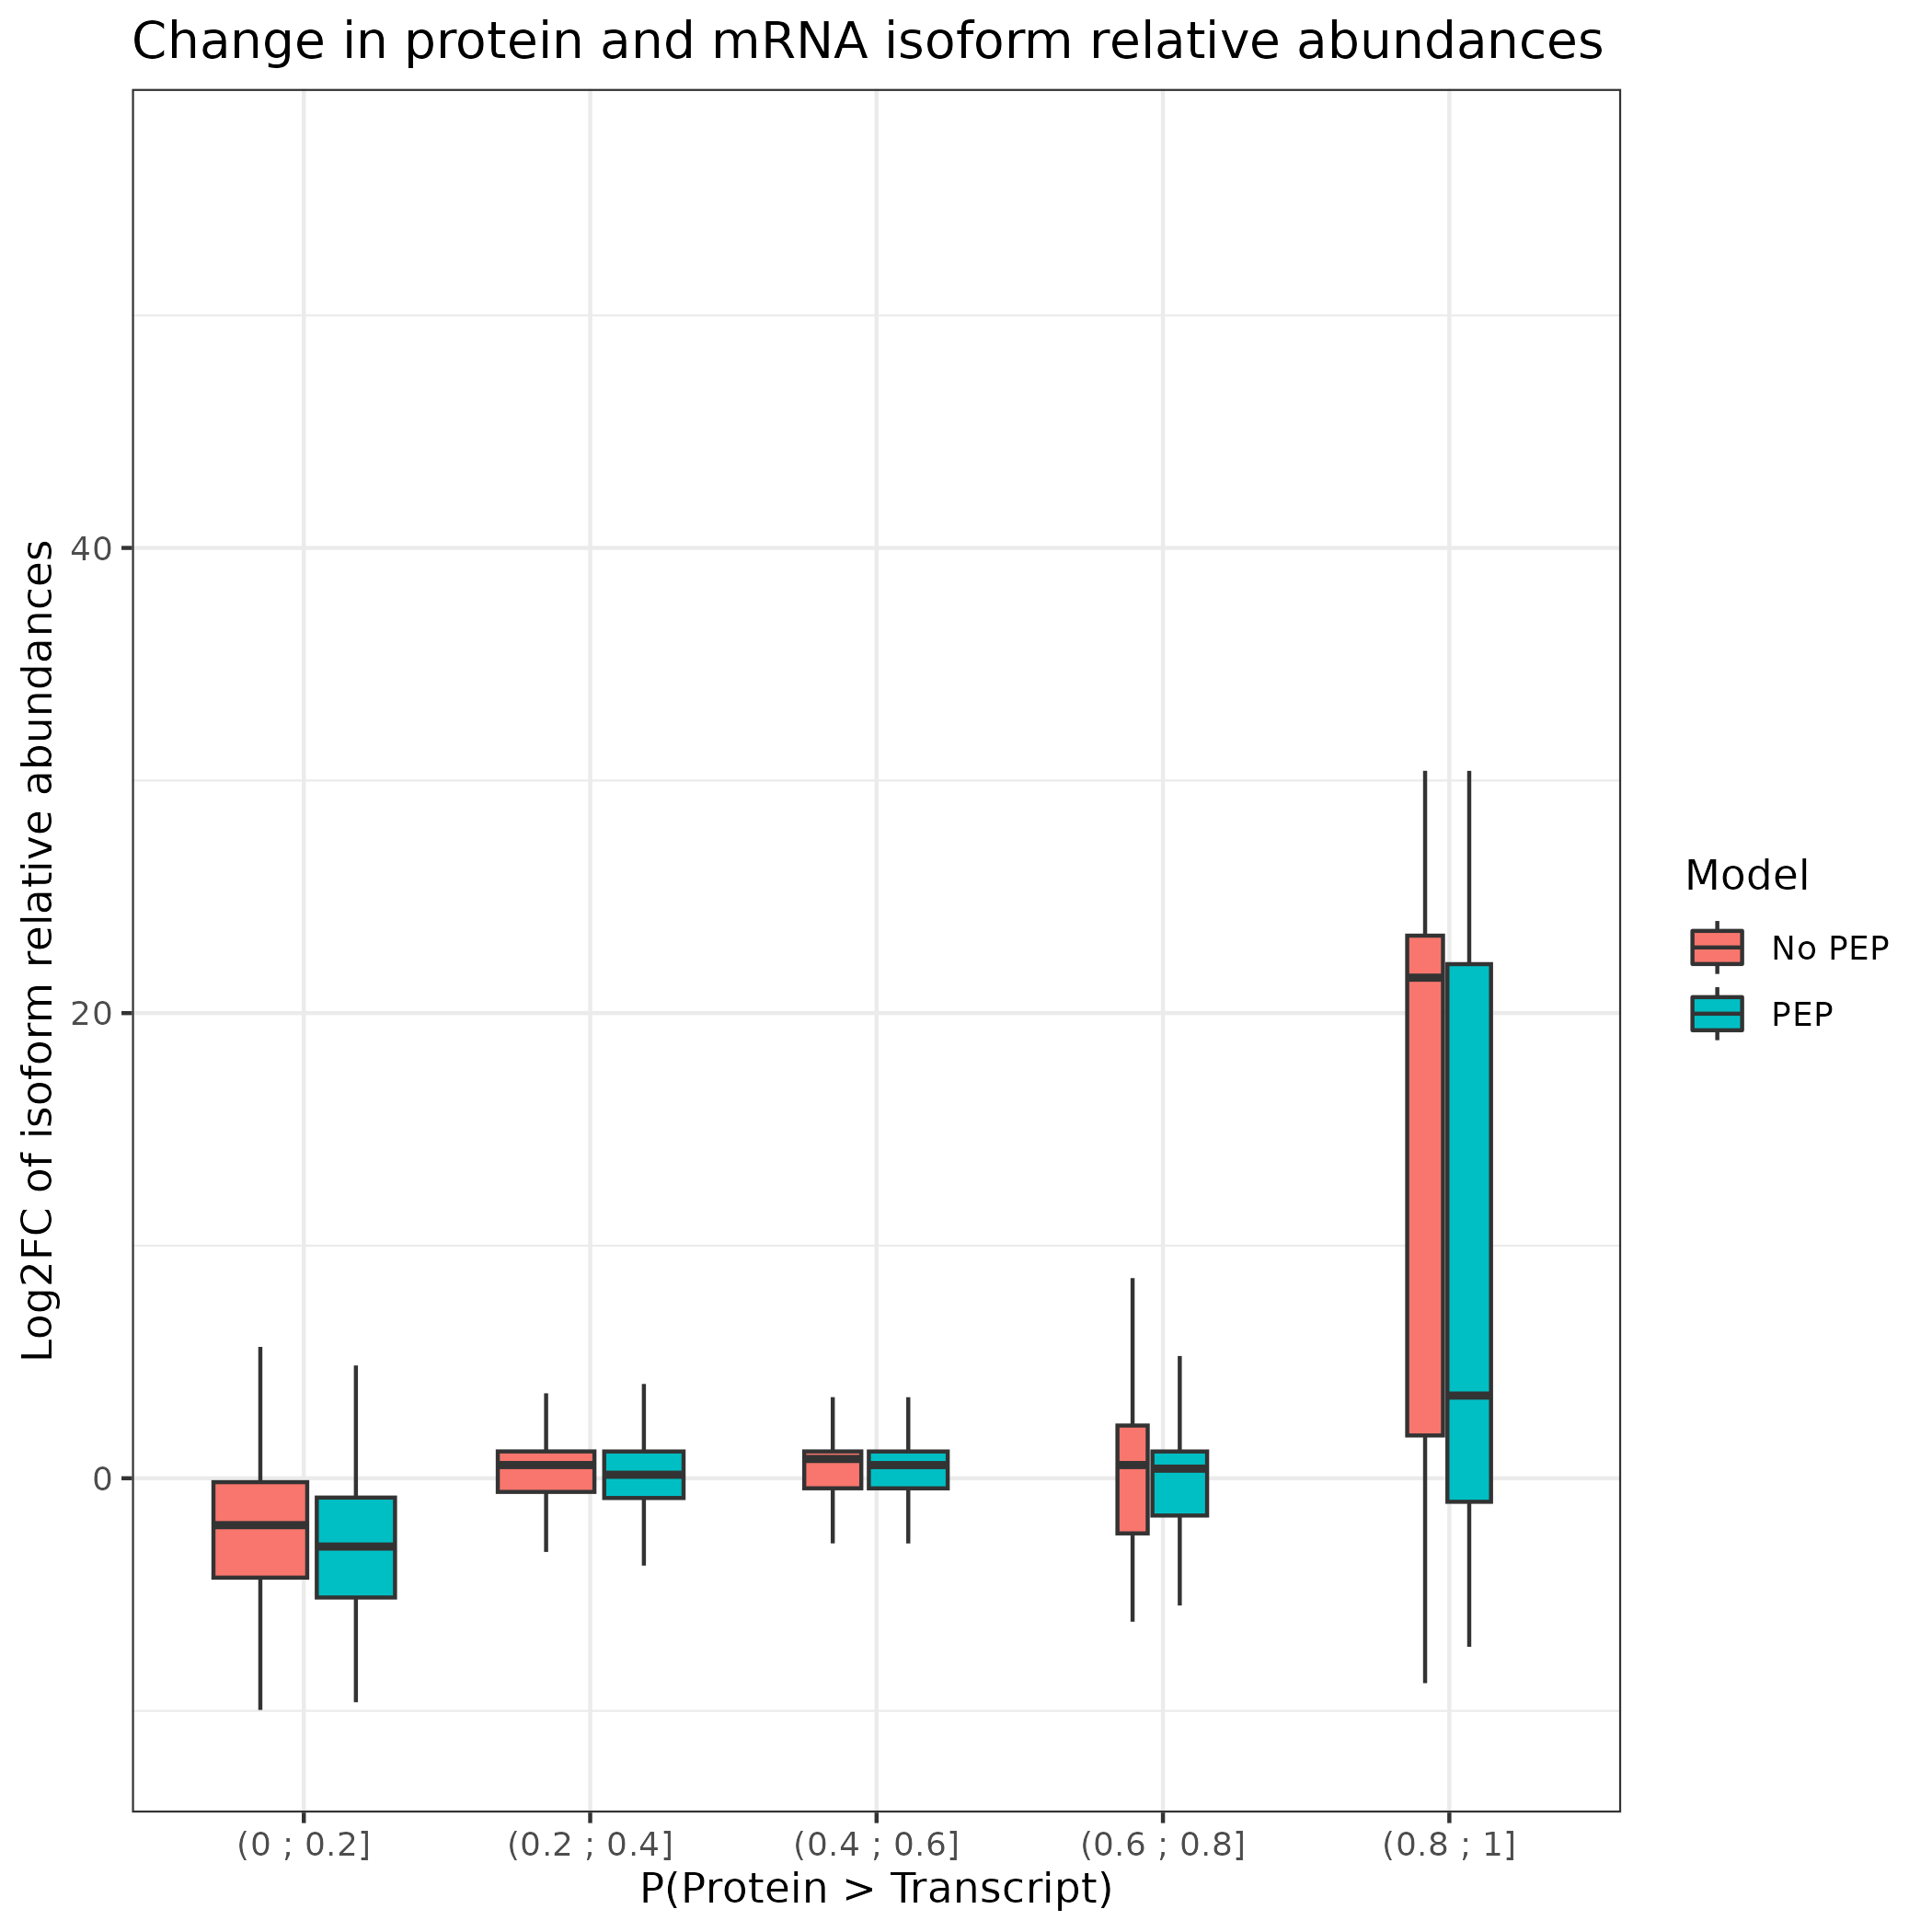 Change in protein and mRNA isoform relative abundances
Log2FC of isoform relative abundances
40
20
0
(0 ; 0.2]
(0.2 ; 0.4]
(0.4 ; 0.6]
(0.6 ; 0.8]
(0.8 ; 1]
P(Protein > Transcript)
Model
No PEP
PEP